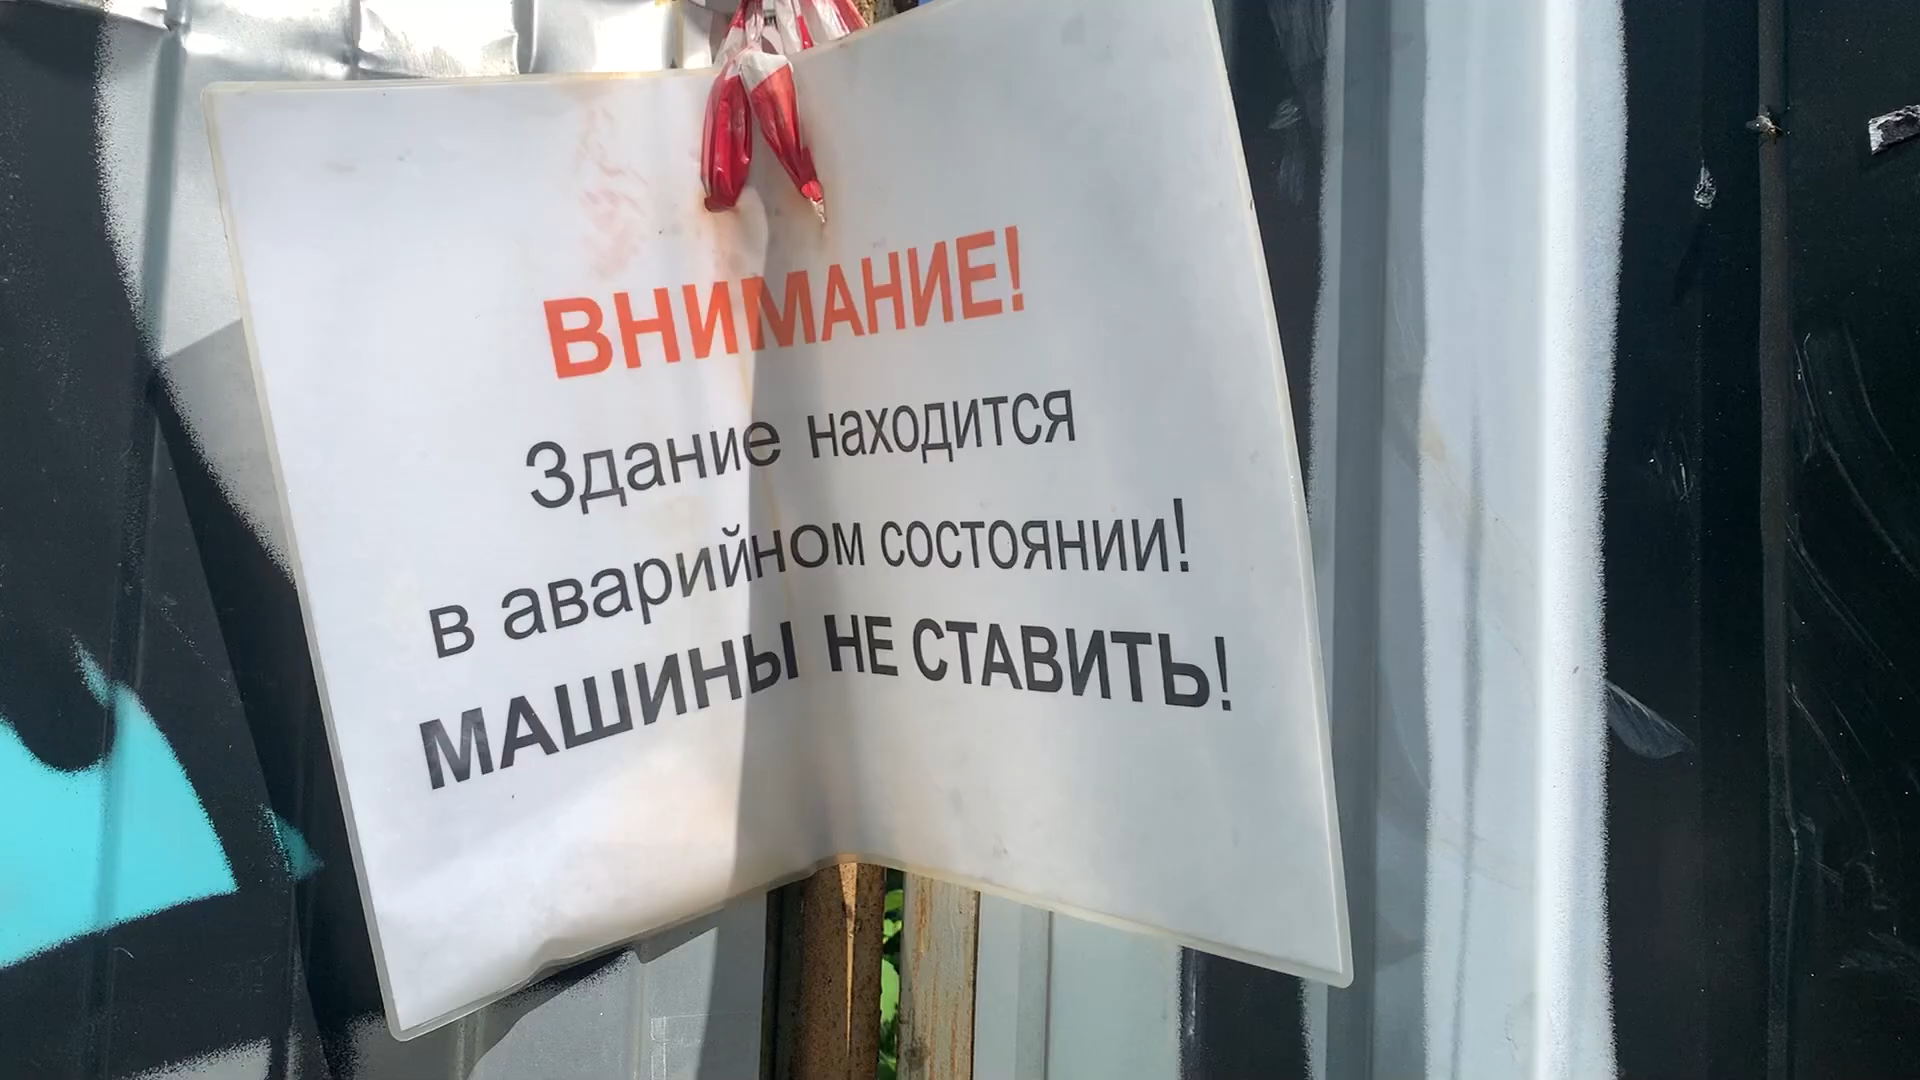 ВНИМАНИЕ!
Здание находится
в аварийном состоянии!
МАШИНЫ НЕ СТАВИТЬ!